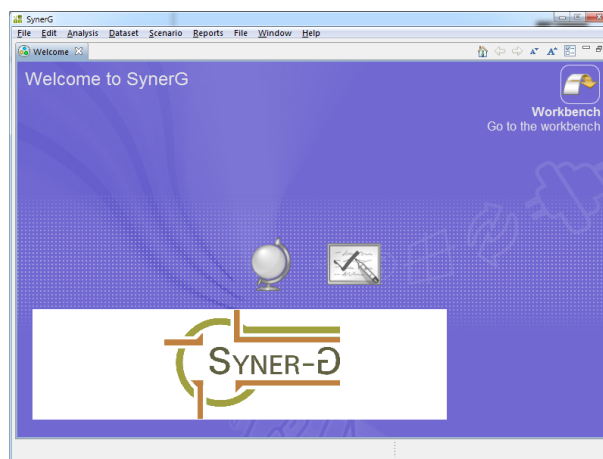 SynerG
File Edit Analysis Dataset Scenario Reports File Window Help
Welcome
Welcome to SynerG
Workbench
Go to the workbench
SYNER-G